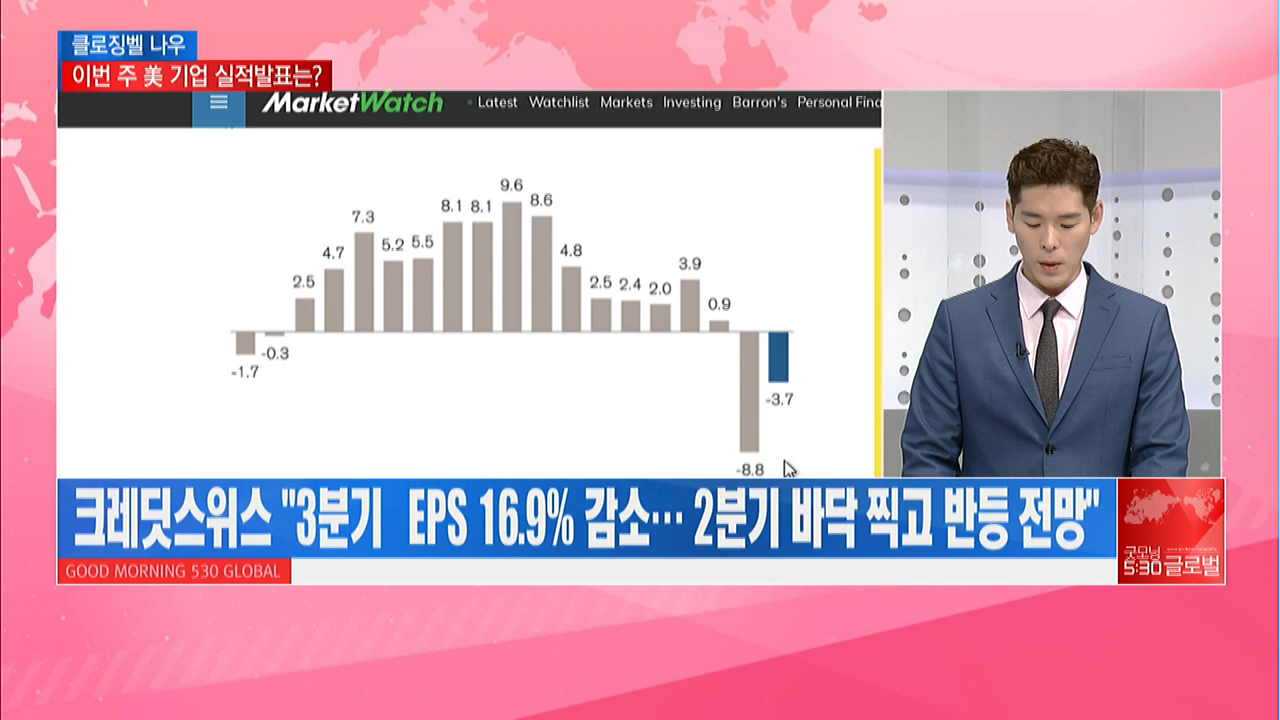 클로징벨 나우
이번 주 美 기업 실적발표는?
MarketWatch
Latest Watchlist Markets Investing Barron's Personal Fina
-1.7
-0.3
2.5
4.7
7.3
5.2
5.5
8.1
8.1
9.6
8.6
4.8
2.5
2.4
2.0
3.9
0.9
-8.8
-3.7
크레딧스위스 "3분기 EPS 16.9% 감소… 2분기 바닥 찍고 반등 전망"
GOOD MORNING 530 GLOBAL
굿모닝
5:30 글로벌